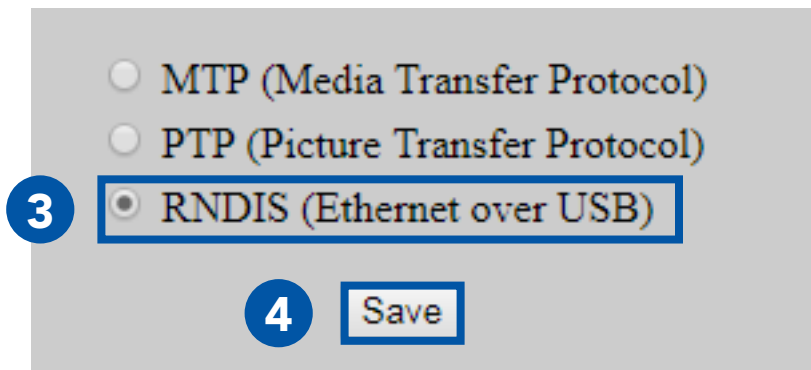 MTP (Media Transfer Protocol)
PTP (Picture Transfer Protocol)
3 RNDIS (Ethernet over USB)
4 Save